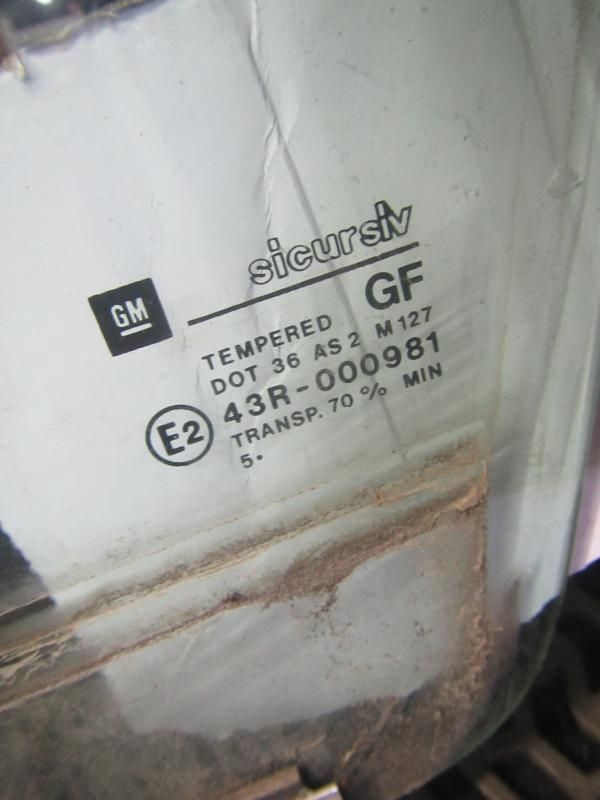 sicursiv
GM
GF
TEMPERED
DOT 36 AS 2 M 127
43R-000981
E2
TRANSP. 70 % MIN
5.